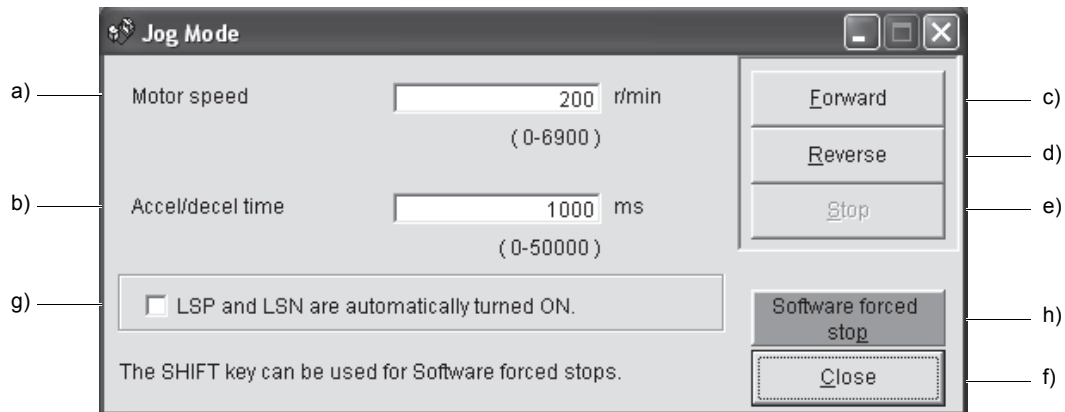 Jog Mode
a) Motor speed 200 r/min
(0-6900)
Forward c)
Reverse d)
b) Accel/decel time 1000 ms
(0-50000)
Stop e)
g) LSP and LSN are automatically turned ON.
Software forced
stop h)
The SHIFT key can be used for Software forced stops.
Close f)